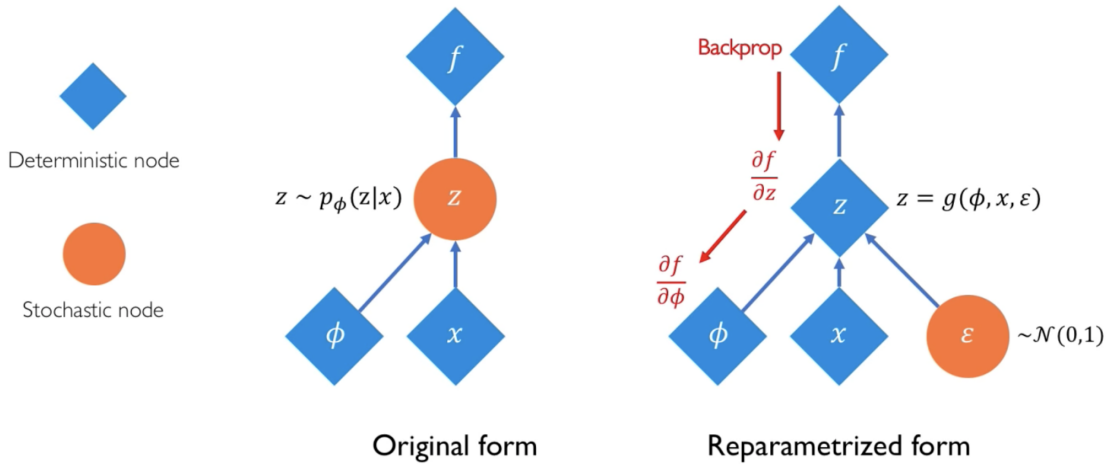 Deterministic node
Stochastic node
f
z ~ pϕ(z|x)
z
ϕ
x
Original form
Backprop
f
∂f
∂z
z
z = g(ϕ, x, ε)
∂f
∂ϕ
ϕ
x
ε
~𝒩(0,1)
Reparametrized form